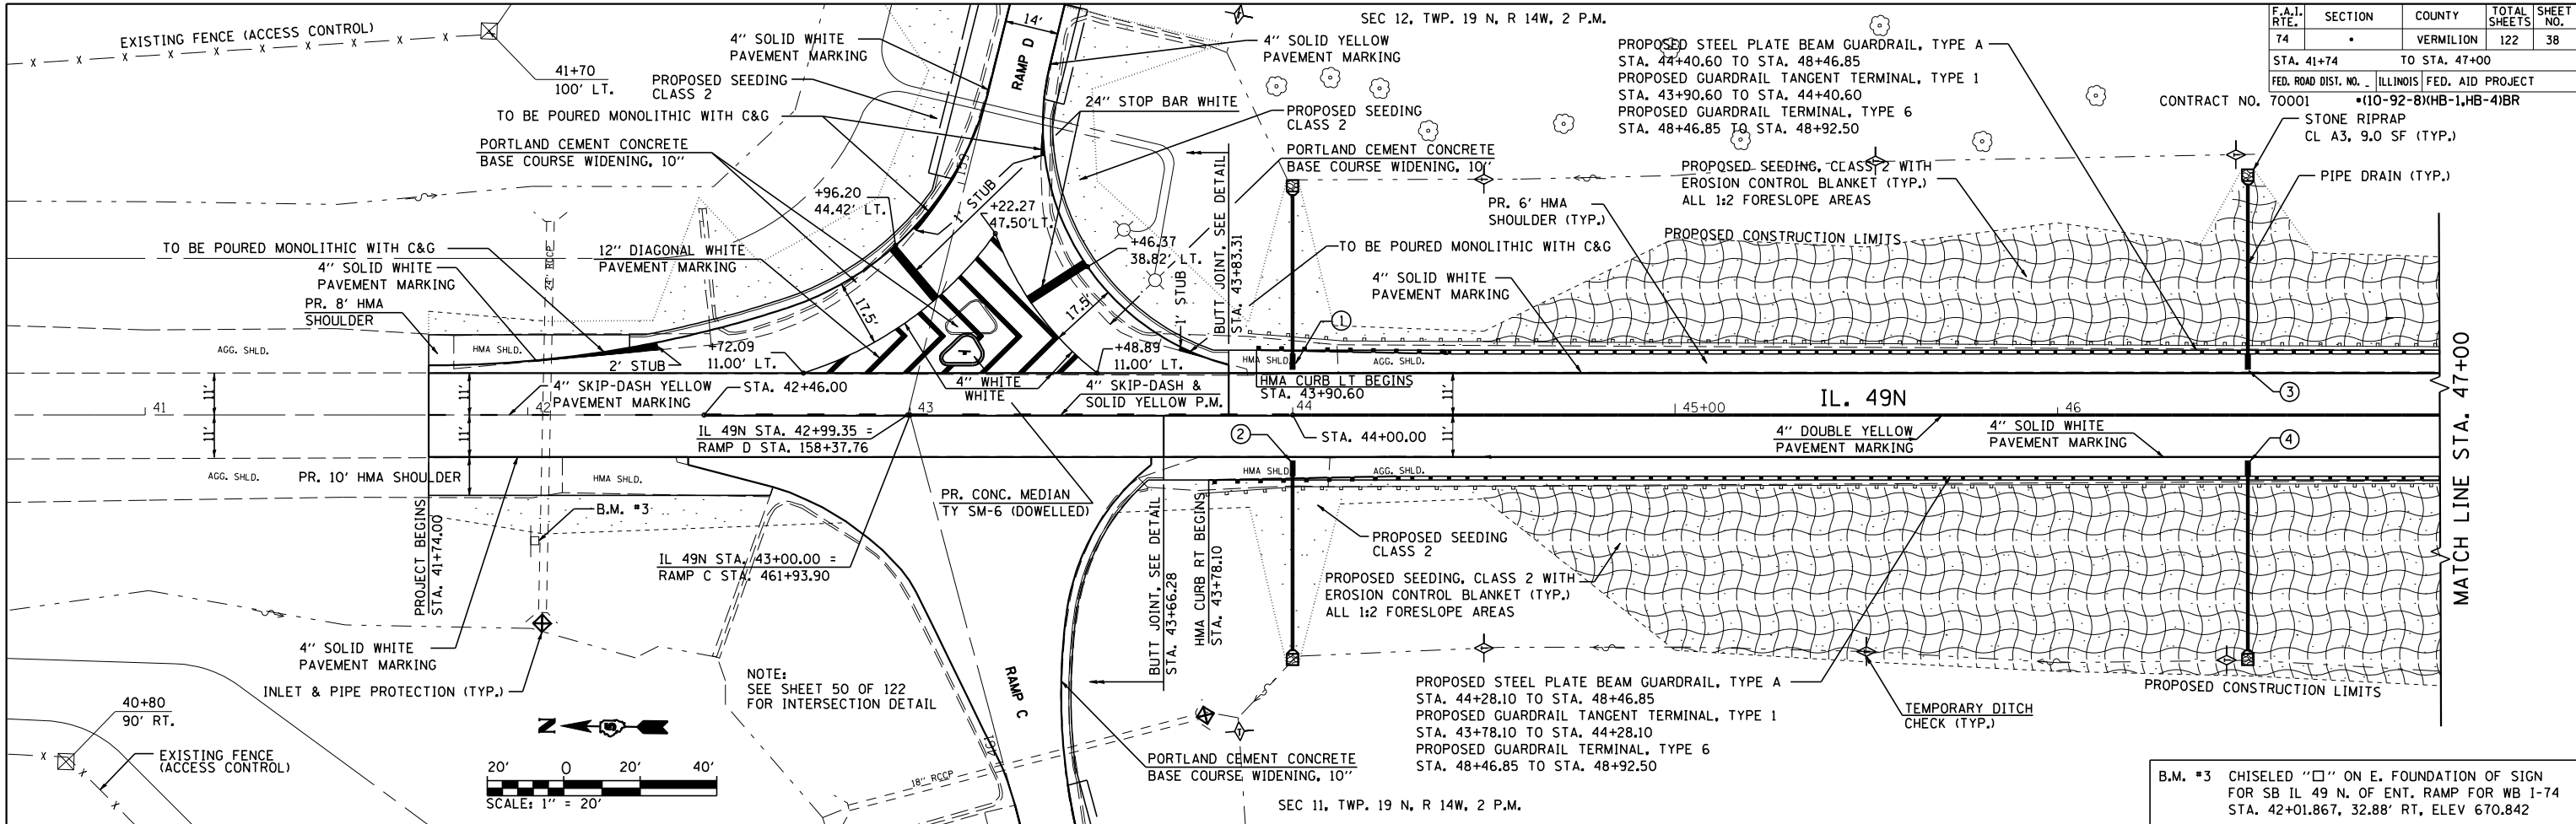 SEC 12, TWP. 19 N, R 14W, 2 P.M.
F.A.I. RTE. SECTION COUNTY TOTAL SHEETS SHEET NO.
74 • VERMILION 122 38
STA. 41+74 TO STA. 47+00
FED. ROAD DIST. NO. _ ILLINOIS FED. AID PROJECT
CONTRACT NO. 70001 •(10-92-8)(HB-1,HB-4)BR
EXISTING FENCE (ACCESS CONTROL)
41+70
100' LT.
4" SOLID WHITE
PAVEMENT MARKING
PROPOSED SEEDING
CLASS 2
TO BE POURED MONOLITHIC WITH C&G
PORTLAND CEMENT CONCRETE
BASE COURSE WIDENING, 10"
14'
RAMP D
4" SOLID YELLOW
PAVEMENT MARKING
24" STOP BAR WHITE
PROPOSED SEEDING
CLASS 2
PORTLAND CEMENT CONCRETE
BASE COURSE WIDENING, 10"
PROPOSED STEEL PLATE BEAM GUARDRAIL, TYPE A
STA. 44+40.60 TO STA. 48+46.85
PROPOSED GUARDRAIL TANGENT TERMINAL, TYPE 1
STA. 43+90.60 TO STA. 44+40.60
PROPOSED GUARDRAIL TERMINAL, TYPE 6
STA. 48+46.85 TO STA. 48+92.50
STONE RIPRAP
CL A3, 9.0 SF (TYP.)
PIPE DRAIN (TYP.)
PROPOSED SEEDING, CLASS 2 WITH
EROSION CONTROL BLANKET (TYP.)
ALL 1:2 FORESLOPE AREAS
PR. 6' HMA
SHOULDER (TYP.)
PROPOSED CONSTRUCTION LIMITS
159
1' STUB
+96.20
44.42' LT.
+22.27
47.50'LT.
+46.37
38.82' LT.
1' STUB
BUTT JOINT, SEE DETAIL
STA. 43+83.31
TO BE POURED MONOLITHIC WITH C&G
4" SOLID WHITE
PAVEMENT MARKING
TO BE POURED MONOLITHIC WITH C&G
4" SOLID WHITE
PAVEMENT MARKING
PR. 8' HMA
SHOULDER
24" RCCP
12" DIAGONAL WHITE
PAVEMENT MARKING
17.5'
17.5'
1
AGG. SHLD.
HMA SHLD.
2' STUB
+72.09
11.00' LT.
+48.89
11.00' LT.
HMA SHLD.
AGG. SHLD.
HMA CURB LT BEGINS
STA. 43+90.60
3
4" SKIP-DASH YELLOW
PAVEMENT MARKING
STA. 42+46.00
4" WHITE
WHITE
4" SKIP-DASH &
SOLID YELLOW P.M.
11'
11'
11'
11'
11'
11'
41
42
43
44
45+00
46
IL. 49N
MATCH LINE STA. 47+00
IL 49N STA. 42+99.35 =
RAMP D STA. 158+37.76
2
STA. 44+00.00
4" DOUBLE YELLOW
PAVEMENT MARKING
4" SOLID WHITE
PAVEMENT MARKING
4
AGG. SHLD.
PR. 10' HMA SHOULDER
HMA SHLD.
HMA SHLD
AGG. SHLD.
PR. CONC. MEDIAN
TY SM-6 (DOWELLED)
B.M. #3
PROJECT BEGINS
STA. 41+74.00
IL 49N STA. 43+00.00 =
RAMP C STA. 461+93.90
BUTT JOINT, SEE DETAIL
STA. 43+66.28
HMA CURB RT BEGINS
STA. 43+78.10
PROPOSED SEEDING
CLASS 2
PROPOSED SEEDING, CLASS 2 WITH
EROSION CONTROL BLANKET (TYP.)
ALL 1:2 FORESLOPE AREAS
4" SOLID WHITE
PAVEMENT MARKING
INLET & PIPE PROTECTION (TYP.)
NOTE:
SEE SHEET 50 OF 122
FOR INTERSECTION DETAIL
RAMP C
461
18" RCCP
PROPOSED STEEL PLATE BEAM GUARDRAIL, TYPE A
STA. 44+28.10 TO STA. 48+46.85
PROPOSED GUARDRAIL TANGENT TERMINAL, TYPE 1
STA. 43+78.10 TO STA. 44+28.10
PROPOSED GUARDRAIL TERMINAL, TYPE 6
STA. 48+46.85 TO STA. 48+92.50
TEMPORARY DITCH
CHECK (TYP.)
PROPOSED CONSTRUCTION LIMITS
40+80
90' RT.
EXISTING FENCE
(ACCESS CONTROL)
N
20' 0 20' 40'
SCALE: 1" = 20'
PORTLAND CEMENT CONCRETE
BASE COURSE WIDENING, 10"
SEC 11, TWP. 19 N, R 14W, 2 P.M.
B.M. #3 CHISELED "□" ON E. FOUNDATION OF SIGN
FOR SB IL 49 N. OF ENT. RAMP FOR WB I-74
STA. 42+01.867, 32.88' RT, ELEV 670.842